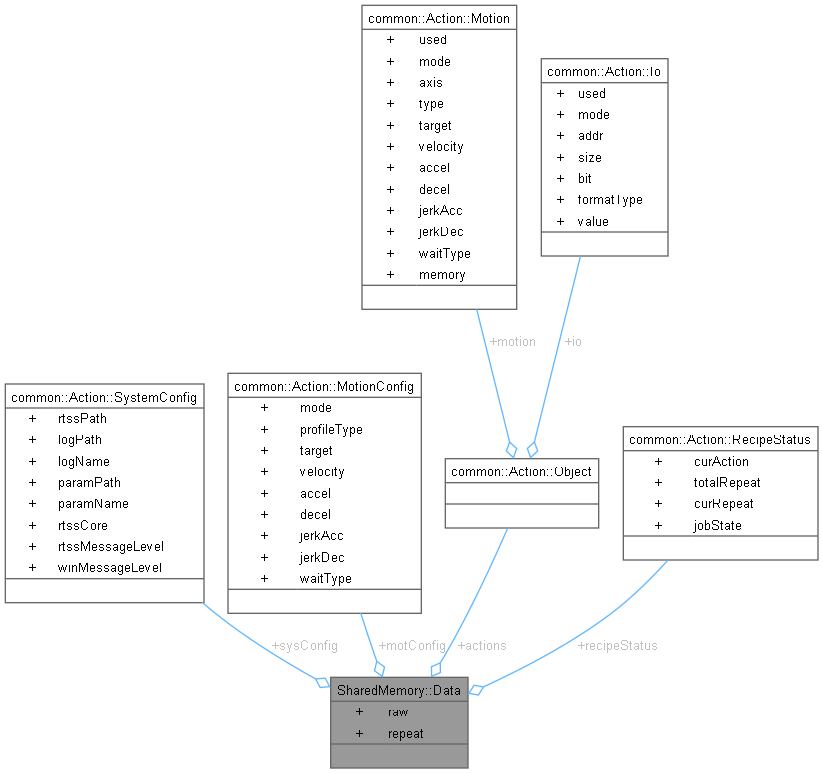 common::Action::Motion
+ used
+ mode
+ axis
+ type
+ target
+ velocity
+ accel
+ decel
+ jerkAcc
+ jerkDec
+ waitType
+ memory
common::Action::Io
+ used
+ mode
+ addr
+ size
+ bit
+ formatType
+ value
+motion
+io
common::Action::SystemConfig
+ rtssPath
+ logPath
+ logName
+ paramPath
+ paramName
+ rtssCore
+ rtssMessageLevel
+ winMessageLevel
common::Action::MotionConfig
+ mode
+ profileType
+ target
+ velocity
+ accel
+ decel
+ jerkAcc
+ jerkDec
+ waitType
common::Action::Object
common::Action::RecipeStatus
+ curAction
+ totalRepeat
+ curRepeat
+ jobState
+sysConfig
+motConfig
+actions
+recipeStatus
SharedMemory::Data
+ raw
+ repeat